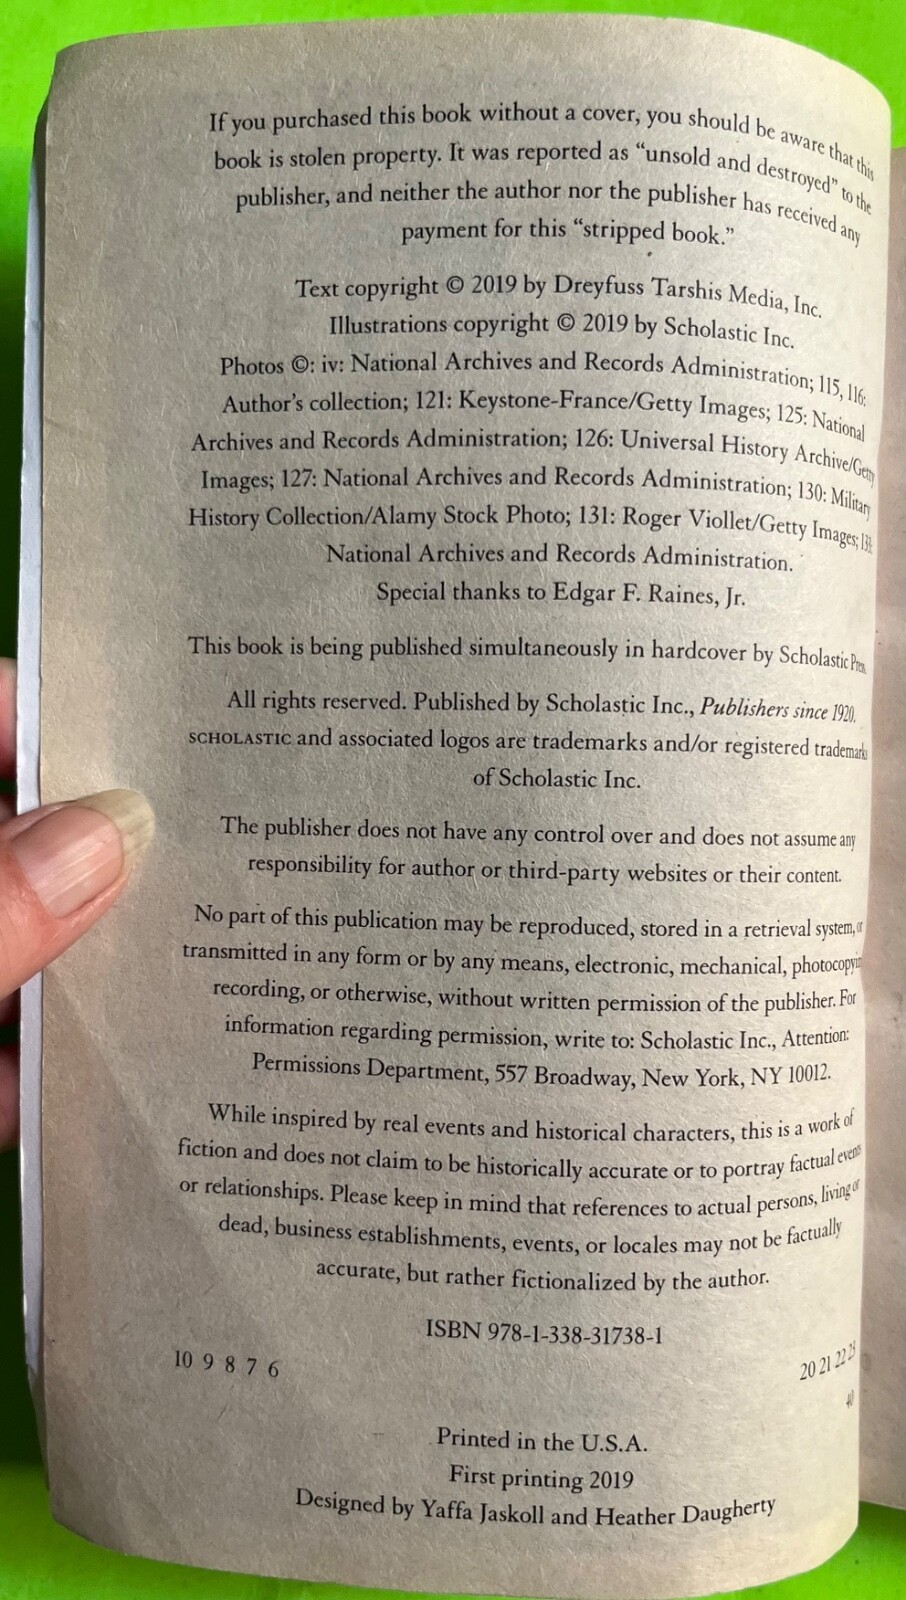 If you purchased this book without a cover, you should be aware that this
book is stolen property. It was reported as “unsold and destroyed” to the
publisher, and neither the author nor the publisher has received any
payment for this “stripped book.”
Text copyright © 2019 by Dreyfuss Tarshis Media, Inc.
Illustrations copyright © 2019 by Scholastic Inc.
Photos ©: iv: National Archives and Records Administration; 115, 116:
Author’s collection; 121: Keystone-France/Getty Images; 125: National
Archives and Records Administration; 126: Universal History Archive/Getty
Images; 127: National Archives and Records Administration; 130: Military
History Collection/Alamy Stock Photo; 131: Roger Viollet/Getty Images;
National Archives and Records Administration.
Special thanks to Edgar F. Raines, Jr.
This book is being published simultaneously in hardcover by Scholastic Press.
All rights reserved. Published by Scholastic Inc., Publishers since 1920.
SCHOLASTIC and associated logos are trademarks and/or registered trademarks
of Scholastic Inc.
The publisher does not have any control over and does not assume any
responsibility for author or third-party websites or their content.
No part of this publication may be reproduced, stored in a retrieval system, or
transmitted in any form or by any means, electronic, mechanical, photocopyin
recording, or otherwise, without written permission of the publisher. For
information regarding permission, write to: Scholastic Inc., Attention:
Permissions Department, 557 Broadway, New York, NY 10012.
While inspired by real events and historical characters, this is a work of
fiction and does not claim to be historically accurate or to portray factual events
or relationships. Please keep in mind that references to actual persons, living or
dead, business establishments, events, or locales may not be factually
accurate, but rather fictionalized by the author.
ISBN 978-1-338-31738-1
10 9 8 7 6 20 21 22 23
40
Printed in the U.S.A.
First printing 2019
Designed by Yaffa Jaskoll and Heather Daugherty